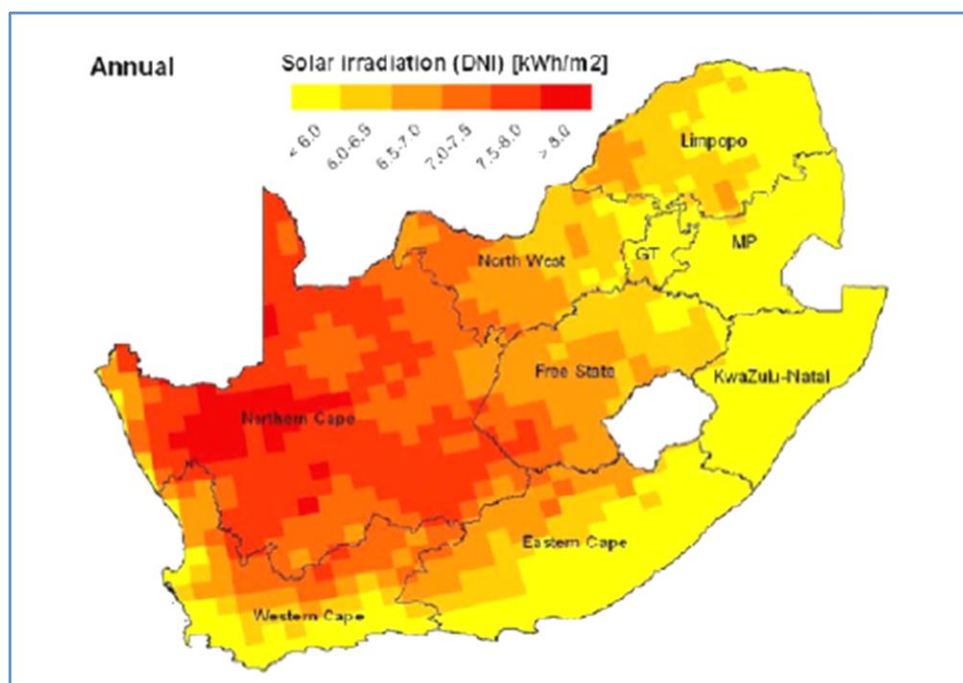 Annual
Solar irradiation (DNI) [kWh/m2]
< 6.0
6.0-6.5
6.5-7.0
7.0-7.5
7.5-8.0
> 8.0
Limpopo
MP
GT
North West
Free State
KwaZulu-Natal
Northern Cape
Eastern Cape
Western Cape